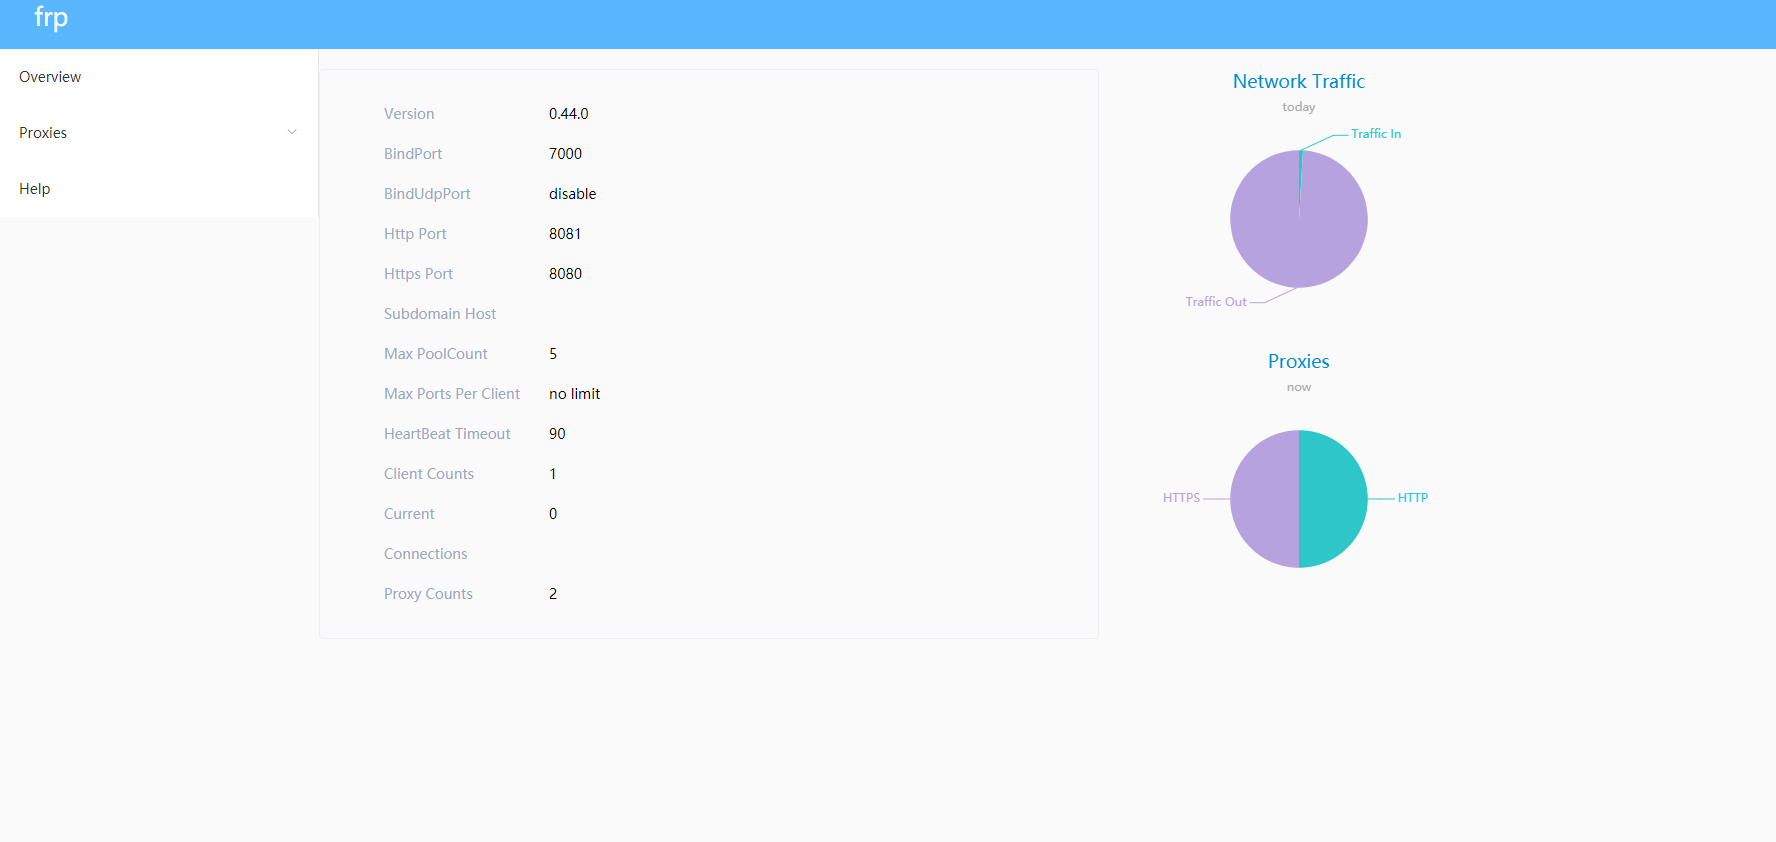 frp
Overview
Proxies
Help
Version 0.44.0
BindPort 7000
BindUdpPort disable
Http Port 8081
Https Port 8080
Subdomain Host
Max PoolCount 5
Max Ports Per Client no limit
HeartBeat Timeout 90
Client Counts 1
Current 0
Connections
Proxy Counts 2
Network Traffic
today
Traffic In
Traffic Out
Proxies
now
HTTPS
HTTP